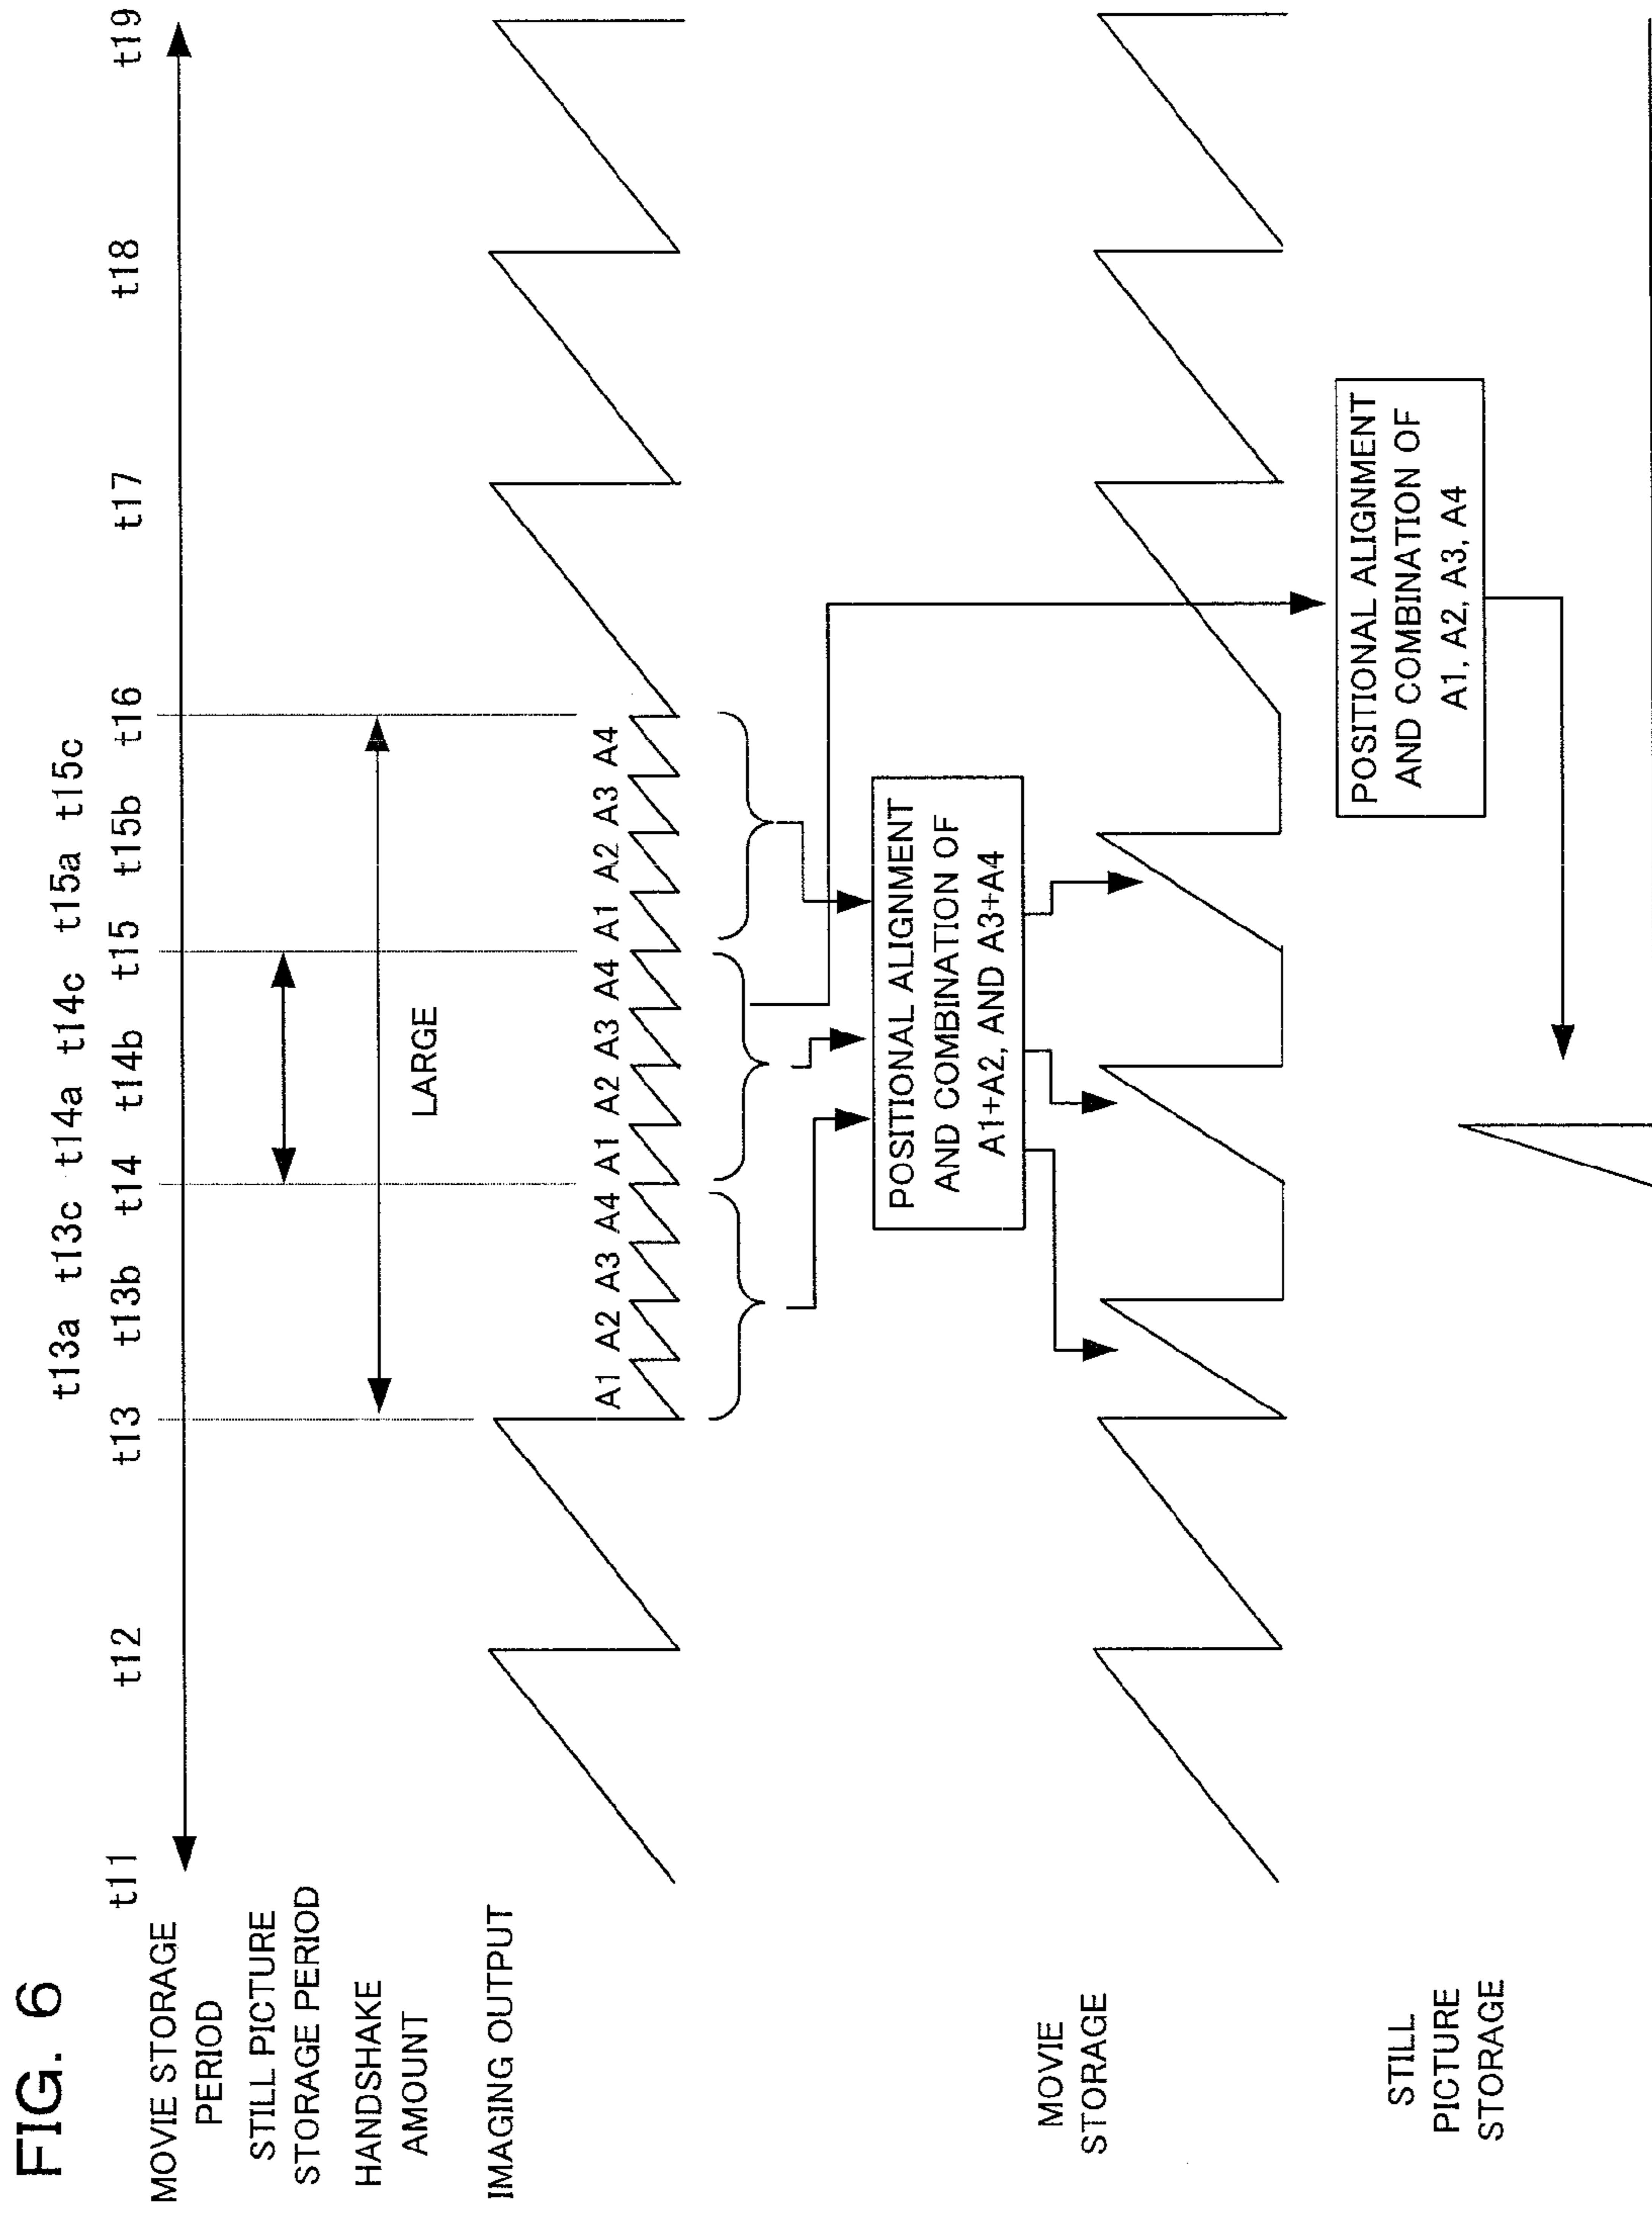 FIG. 6
t13a t13c t14a t14c t15a t15c
t11 t12 t13 t13b t14 t14b t15 t15b t16 t17 t18 t19
MOVIE STORAGE
PERIOD
STILL PICTURE
STORAGE PERIOD
HANDSHAKE
AMOUNT
LARGE
IMAGING OUTPUT
A1 A2 A3 A4 A1 A2 A3 A4 A1 A2 A3 A4
POSITIONAL ALIGNMENT
AND COMBINATION OF
A1+A2, AND A3+A4
MOVIE
STORAGE
POSITIONAL ALIGNMENT
AND COMBINATION OF
A1, A2, A3, A4
STILL
PICTURE
STORAGE